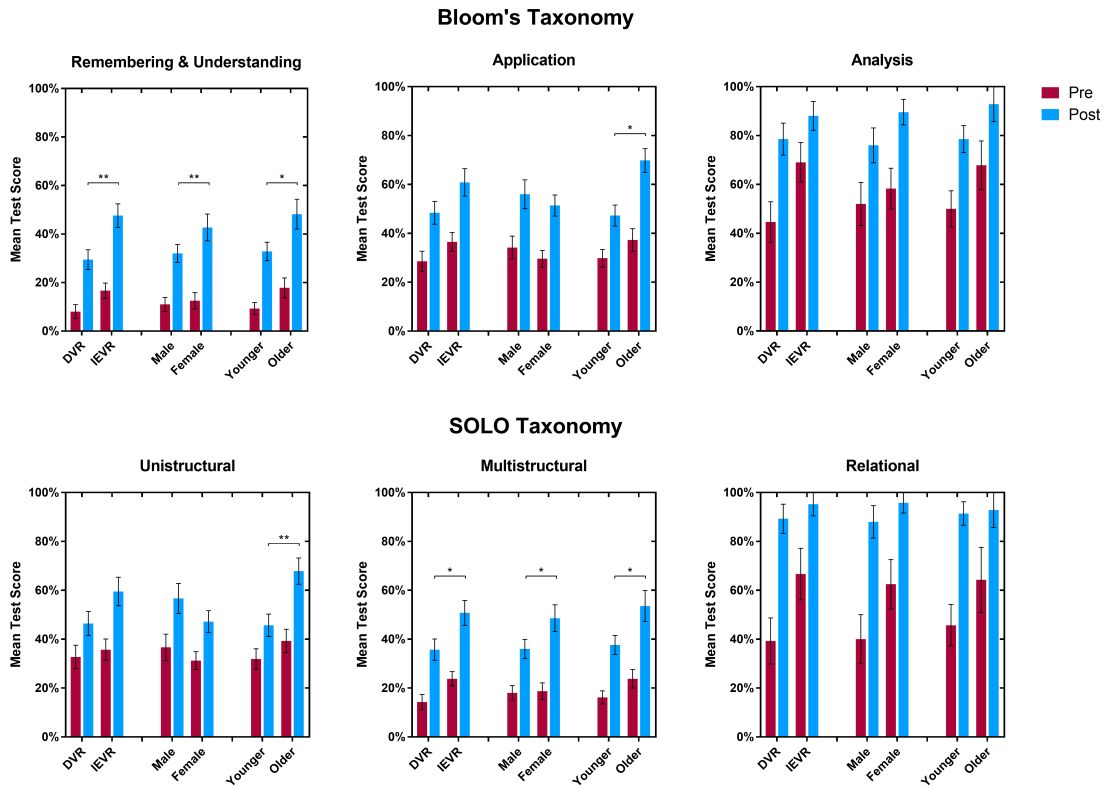 Bloom's Taxonomy
Remembering & Understanding
Application
Analysis
Pre
Post
Mean Test Score
100%
80%
60%
40%
20%
0%
**
**
*
DVR
IEVR
Male
Female
Younger
Older
Mean Test Score
100%
80%
60%
40%
20%
0%
*
DVR
IEVR
Male
Female
Younger
Older
Mean Test Score
100%
80%
60%
40%
20%
0%
DVR
IEVR
Male
Female
Younger
Older
SOLO Taxonomy
Unistructural
Multistructural
Relational
Mean Test Score
100%
80%
60%
40%
20%
0%
**
DVR
IEVR
Male
Female
Younger
Older
Mean Test Score
100%
80%
60%
40%
20%
0%
*
*
*
DVR
IEVR
Male
Female
Younger
Older
Mean Test Score
100%
80%
60%
40%
20%
0%
DVR
IEVR
Male
Female
Younger
Older